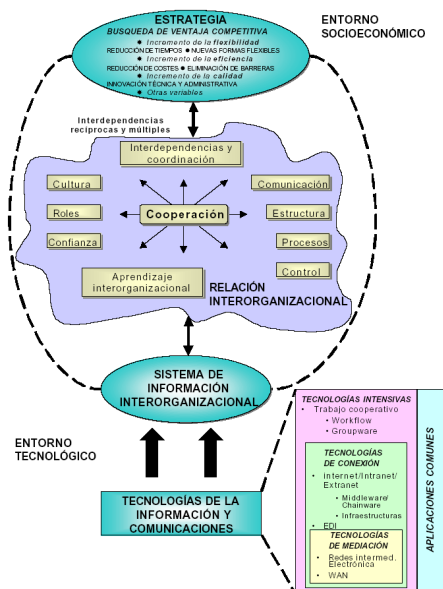 ESTRATEGIA
BUSQUEDA DE VENTAJA COMPETITIVA
● Incremento de la flexibilidad
REDUCCIÓN DE TIEMPOS ● NUEVAS FORMAS FLEXIBLES
● Incremento de la eficiencia
REDUCCIÓN DE COSTES ● ELIMINACIÓN DE BARRERAS
● Incremento de la calidad
INNOVACIÓN TÉCNICA Y ADMINISTRATIVA
● Otras variables
ENTORNO
SOCIOECONÓMICO
Interdependencias
reciprocas y múltiples
Interdependencias y
coordinación
Cultura
Roles
Confianza
Cooperación
Comunicación
Estructura
Procesos
Control
Aprendizaje
interorganizacional
RELACIÓN
INTERORGANIZACIONAL
SISTEMA DE
INFORMACIÓN
INTERORGANIZACIONAL
ENTORNO
TECNOLÓGICO
TECNOLOGÍAS DE LA
INFORMACIÓN Y
COMUNICACIONES
TECNOLOGÍAS INTENSIVAS
• Trabajo cooperativo
• Workflow
• Groupware
TECNOLOGÍAS
DE CONEXIÓN
• Internet/Intranet/
Extranet
• Middleware/
Chainware
• Infraestructuras
• EDI
TECNOLOGÍAS
DE MEDIACIÓN
• Redes intermed.
Electrónica
• WAN
APLICACIONES COMUNES